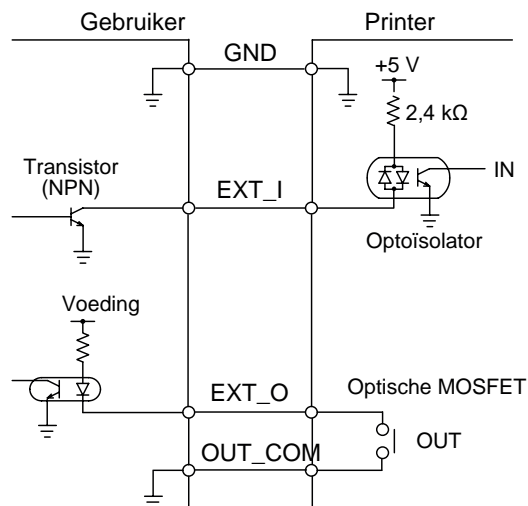 Gebruiker
Printer
GND
+5 V
2,4 kΩ
Transistor
(NPN)
EXT_I
IN
Optoïsolator
Voeding
EXT_O
Optische MOSFET
OUT
OUT_COM